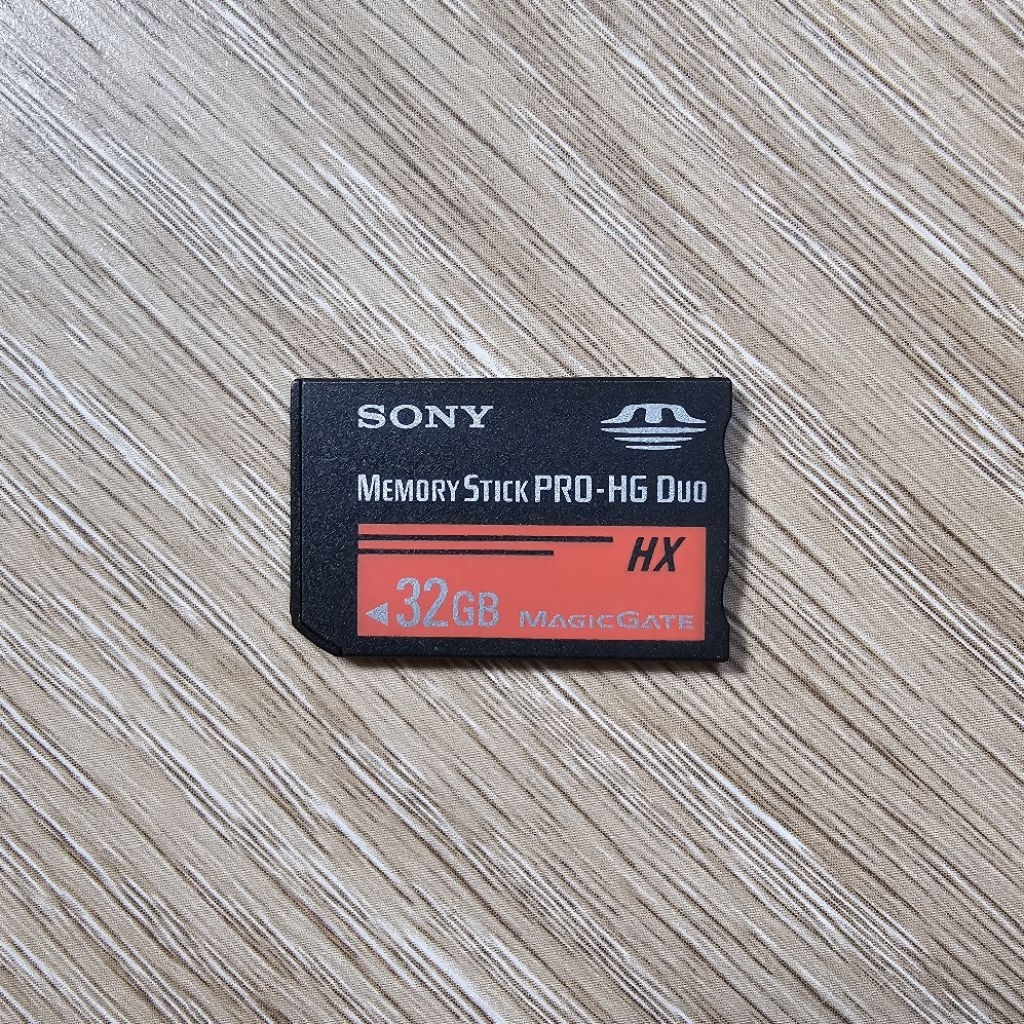 SONY
MEMORY STICK PRO-HG DUO
HX
32GB MAGICGATE